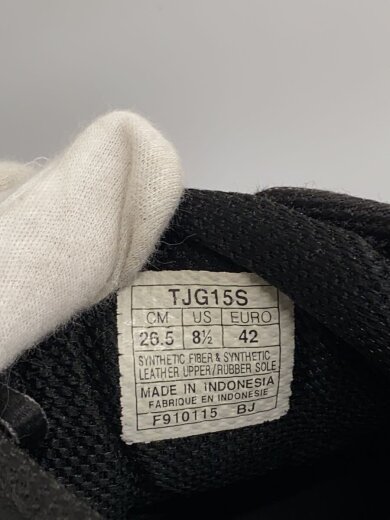 TJG15S
CM US EURO
26.5 8½ 42
SYNTHETIC FIBER & SYNTHETIC
LEATHER UPPER/RUBBER SOLE
MADE IN INDONESIA
FABRIQUE EN INDONESIE
F910115 BJ